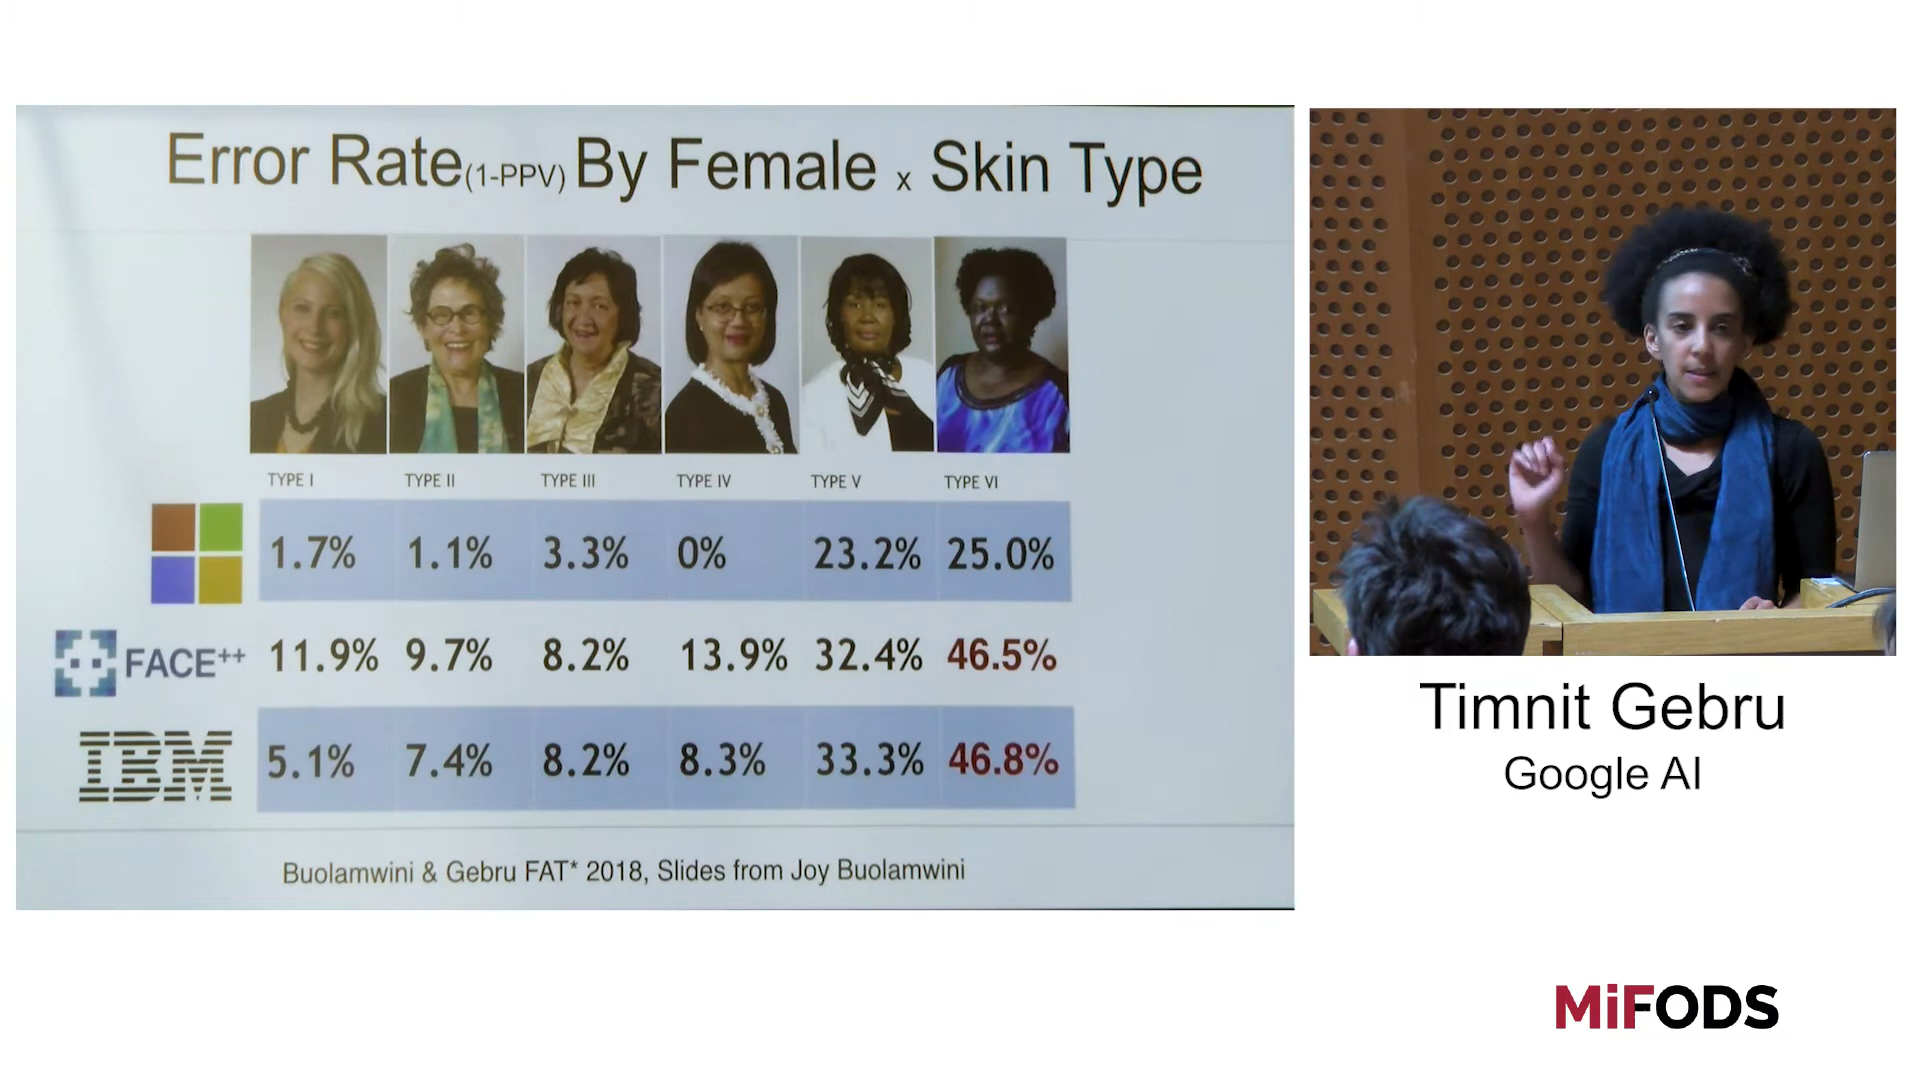 Error Rate(1-PPV) By Female x Skin Type
TYPE I TYPE II TYPE III TYPE IV TYPE V TYPE VI
1.7% 1.1% 3.3% 0% 23.2% 25.0%
FACE++ 11.9% 9.7% 8.2% 13.9% 32.4% 46.5%
IBM 5.1% 7.4% 8.2% 8.3% 33.3% 46.8%
Buolamwini & Gebru FAT* 2018, Slides from Joy Buolamwini
Timnit Gebru
Google AI
MiFODS